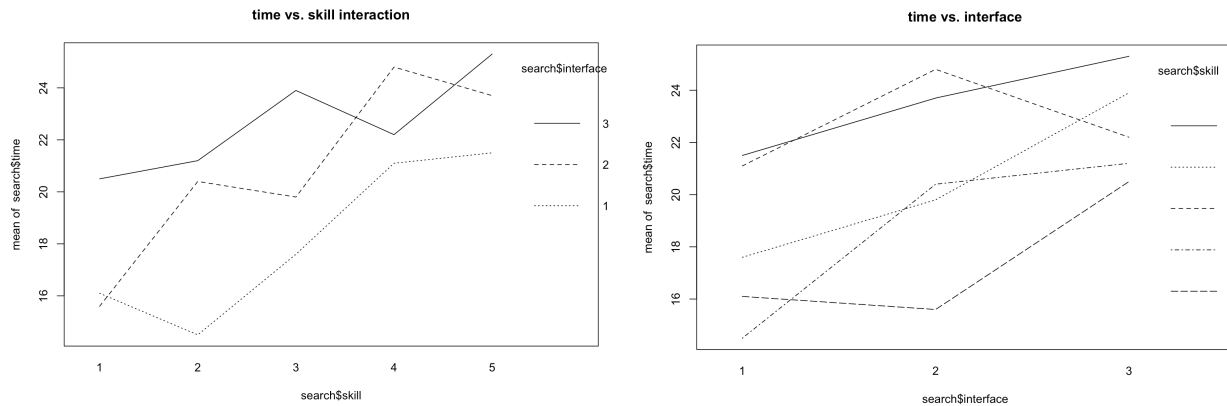 time vs. skill interaction
search$interface
3
2
1
mean of search$time
24
22
20
18
16
1 2 3 4 5
search$skill
time vs. interface
search$skill
mean of search$time
24
22
20
18
16
1 2 3
search$interface